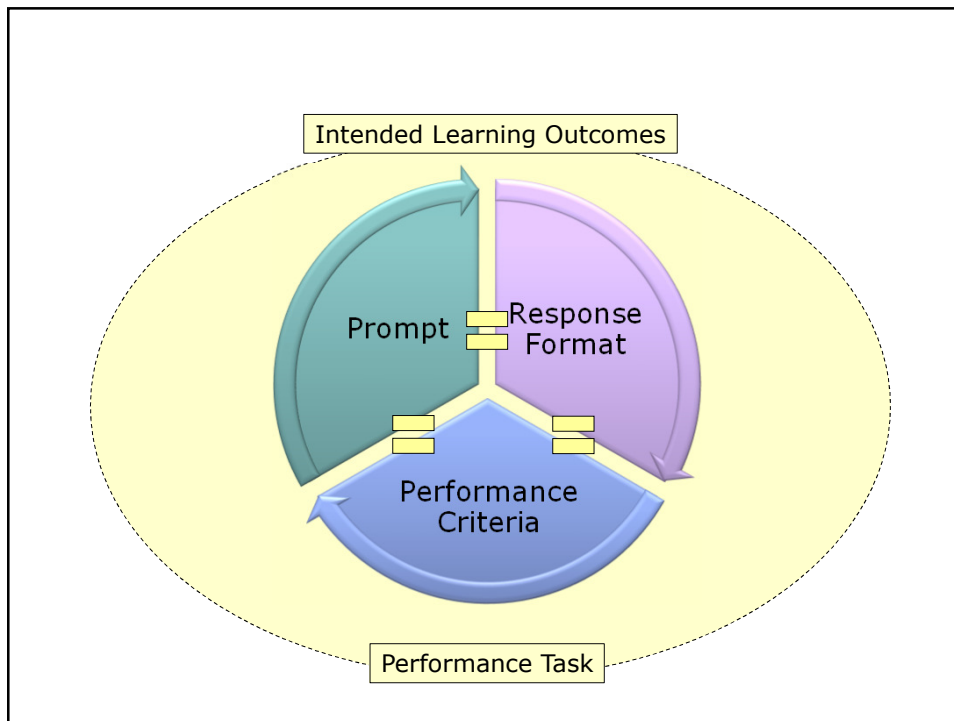 Intended Learning Outcomes
Prompt
Response
Format
Performance
Criteria
Performance Task